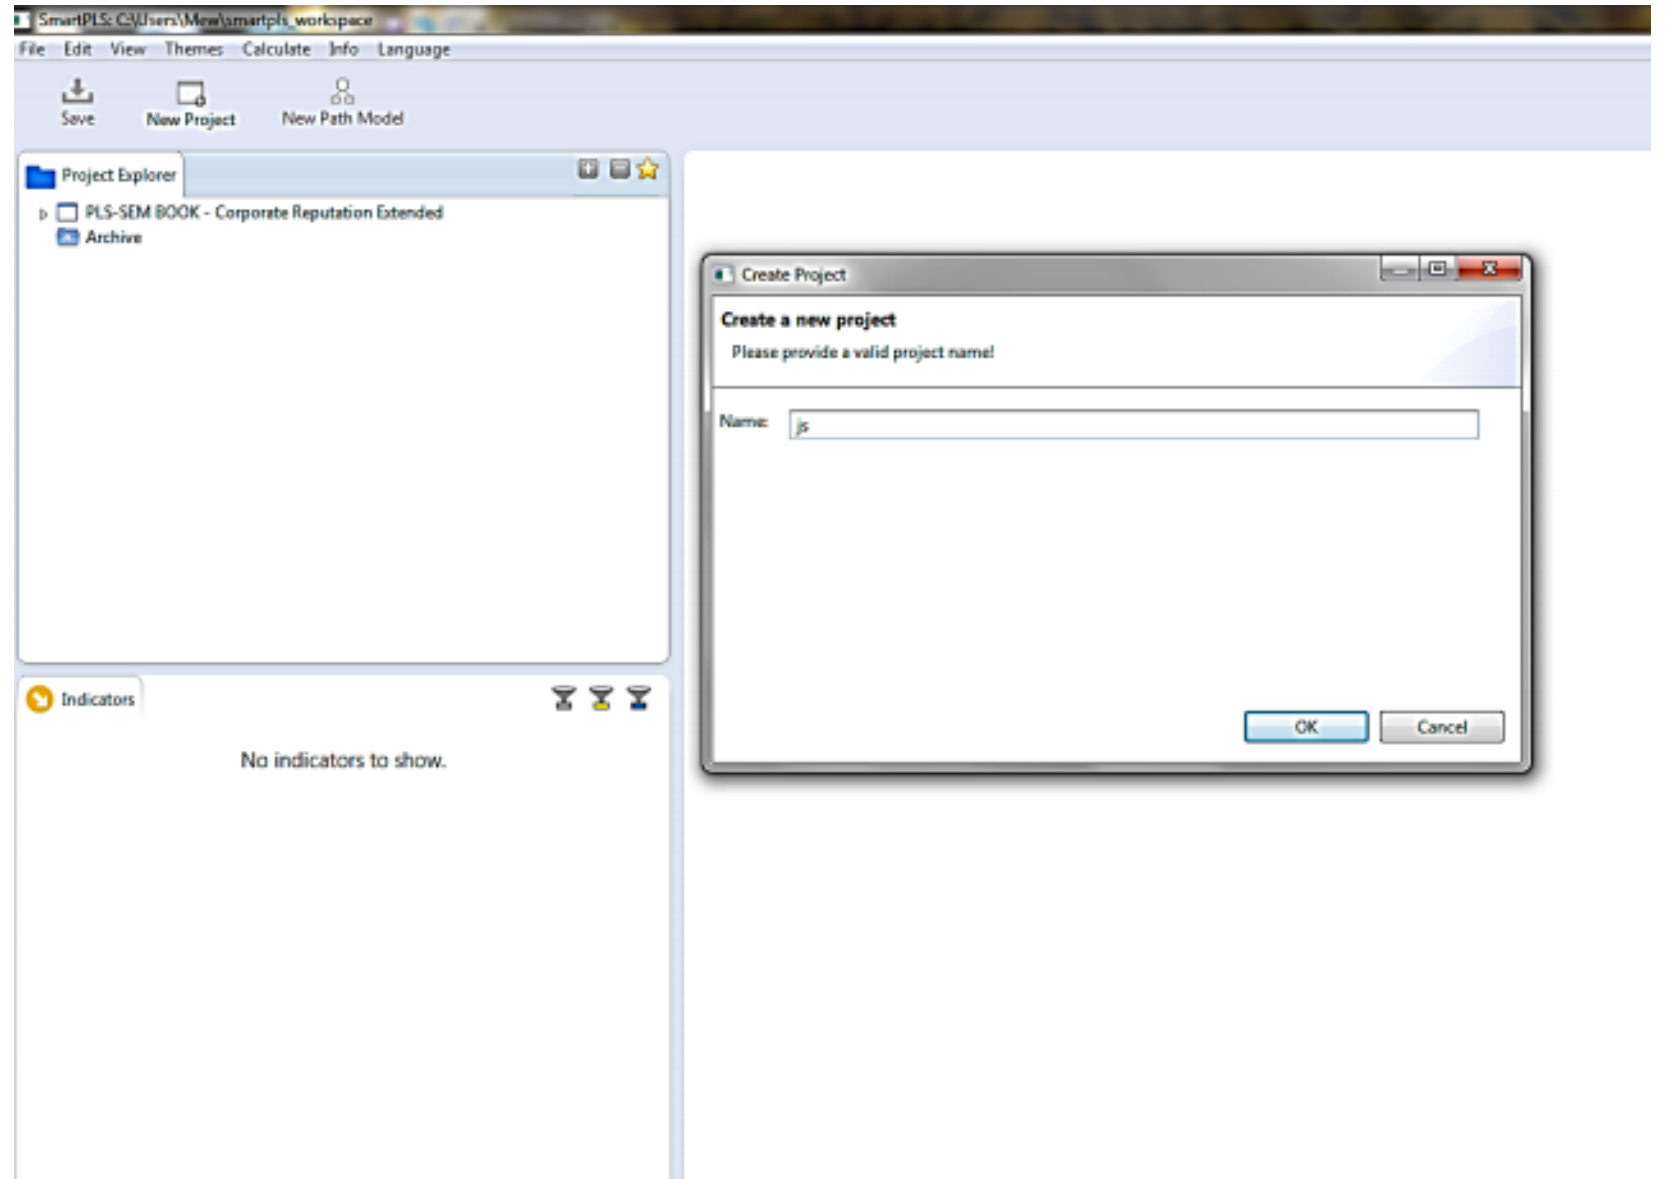 SmartPLS: C:\Users\Mew\smartpls_workspace
File Edit View Themes Calculate Info Language
Save New Project New Path Model
Project Explorer
PLS-SEM BOOK - Corporate Reputation Extended
Archive
Create Project
Create a new project
Please provide a valid project name!
Name: js
OK Cancel
Indicators
No indicators to show.